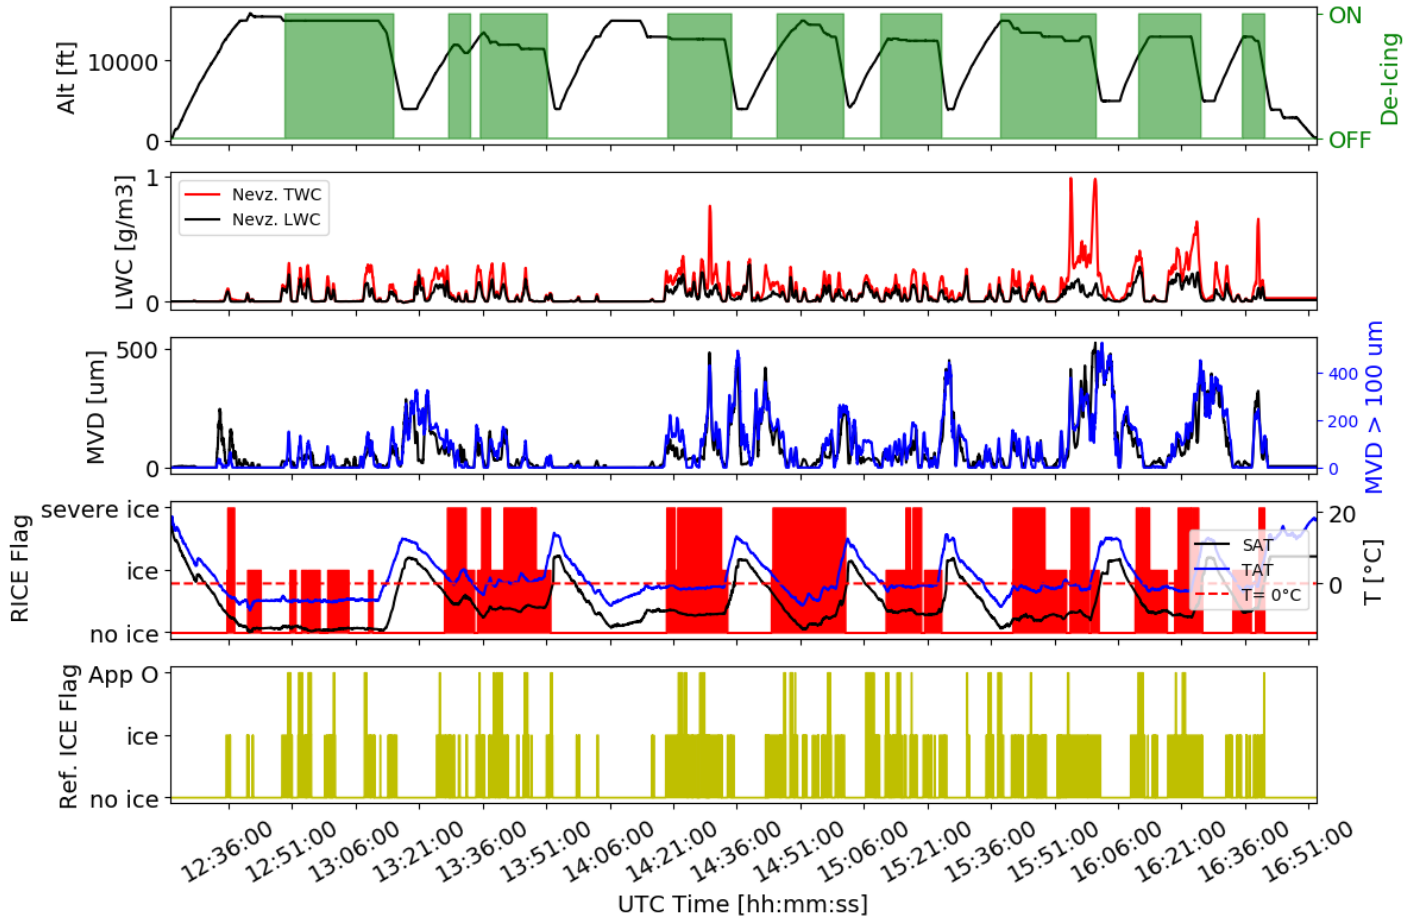 Alt [ft]
10000
0
ON
OFF
De-Icing
LWC [g/m3]
1
0
Nevz. TWC
Nevz. LWC
MVD [um]
500
0
400
200
0
MVD > 100 um
RICE Flag
severe ice
ice
no ice
20
0
T [°C]
SAT
TAT
T= 0°C
Ref. ICE Flag
App O
ice
no ice
12:36:00
12:51:00
13:06:00
13:21:00
13:36:00
13:51:00
14:06:00
14:21:00
14:36:00
14:51:00
15:06:00
15:21:00
15:36:00
15:51:00
16:06:00
16:21:00
16:36:00
16:51:00
UTC Time [hh:mm:ss]